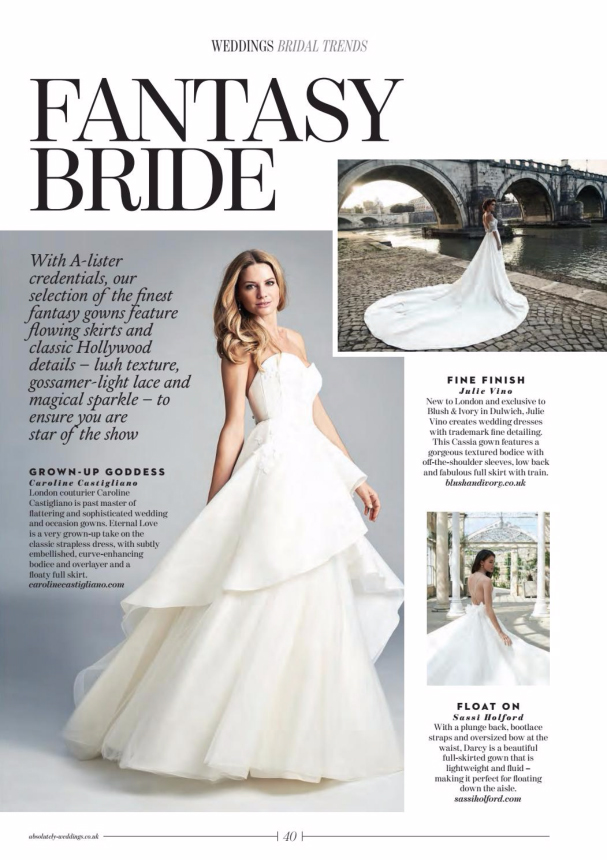 WEDDINGS BRIDAL TRENDS
FANTASY
BRIDE
With A-lister
credentials, our
selection of the finest
fantasy gowns feature
flowing skirts and
classic Hollywood
details – lush texture,
gossamer-light lace and
magical sparkle – to
ensure you are
star of the show
GROWN-UP GODDESS
Caroline Castigliano
London couturier Caroline
Castigliano is past master of
flattering and sophisticated wedding
and occasion gowns. Eternal Love
is a very grown-up take on the
classic strapless dress, with subtly
embellished, curve-enhancing
bodice and overlayer and a
floaty full skirt.
carolinecastigliano.com
FINE FINISH
Julie Vino
New to London and exclusive to
Blush & Ivory in Dulwich, Julie
Vino creates wedding dresses
with trademark fine detailing.
This Cassia gown features a
gorgeous textured bodice with
off-the-shoulder sleeves, low back
and fabulous full skirt with train.
blushandivory.co.uk
FLOAT ON
Sassi Holford
With a plunge back, bootlace
straps and oversized bow at the
waist, Darcy is a beautiful
full-skirted gown that is
lightweight and fluid –
making it perfect for floating
down the aisle.
sassiholford.com
absolutely-weddings.co.uk
40